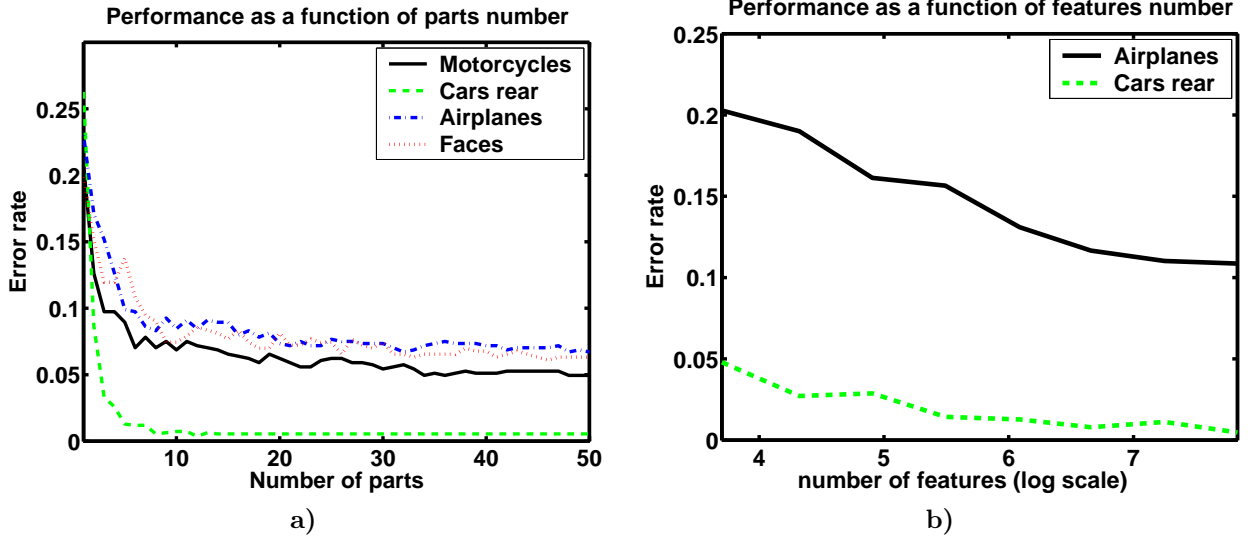 Performance as a function of parts number
Motorcycles
Cars rear
Airplanes
Faces
0.25
0.2
0.15
0.1
0.05
0
Error rate
10
20
30
40
50
Number of parts
a)
Performance as a function of features number
Airplanes
Cars rear
0.25
0.2
0.15
0.1
0.05
0
Error rate
4
5
6
7
number of features (log scale)
b)